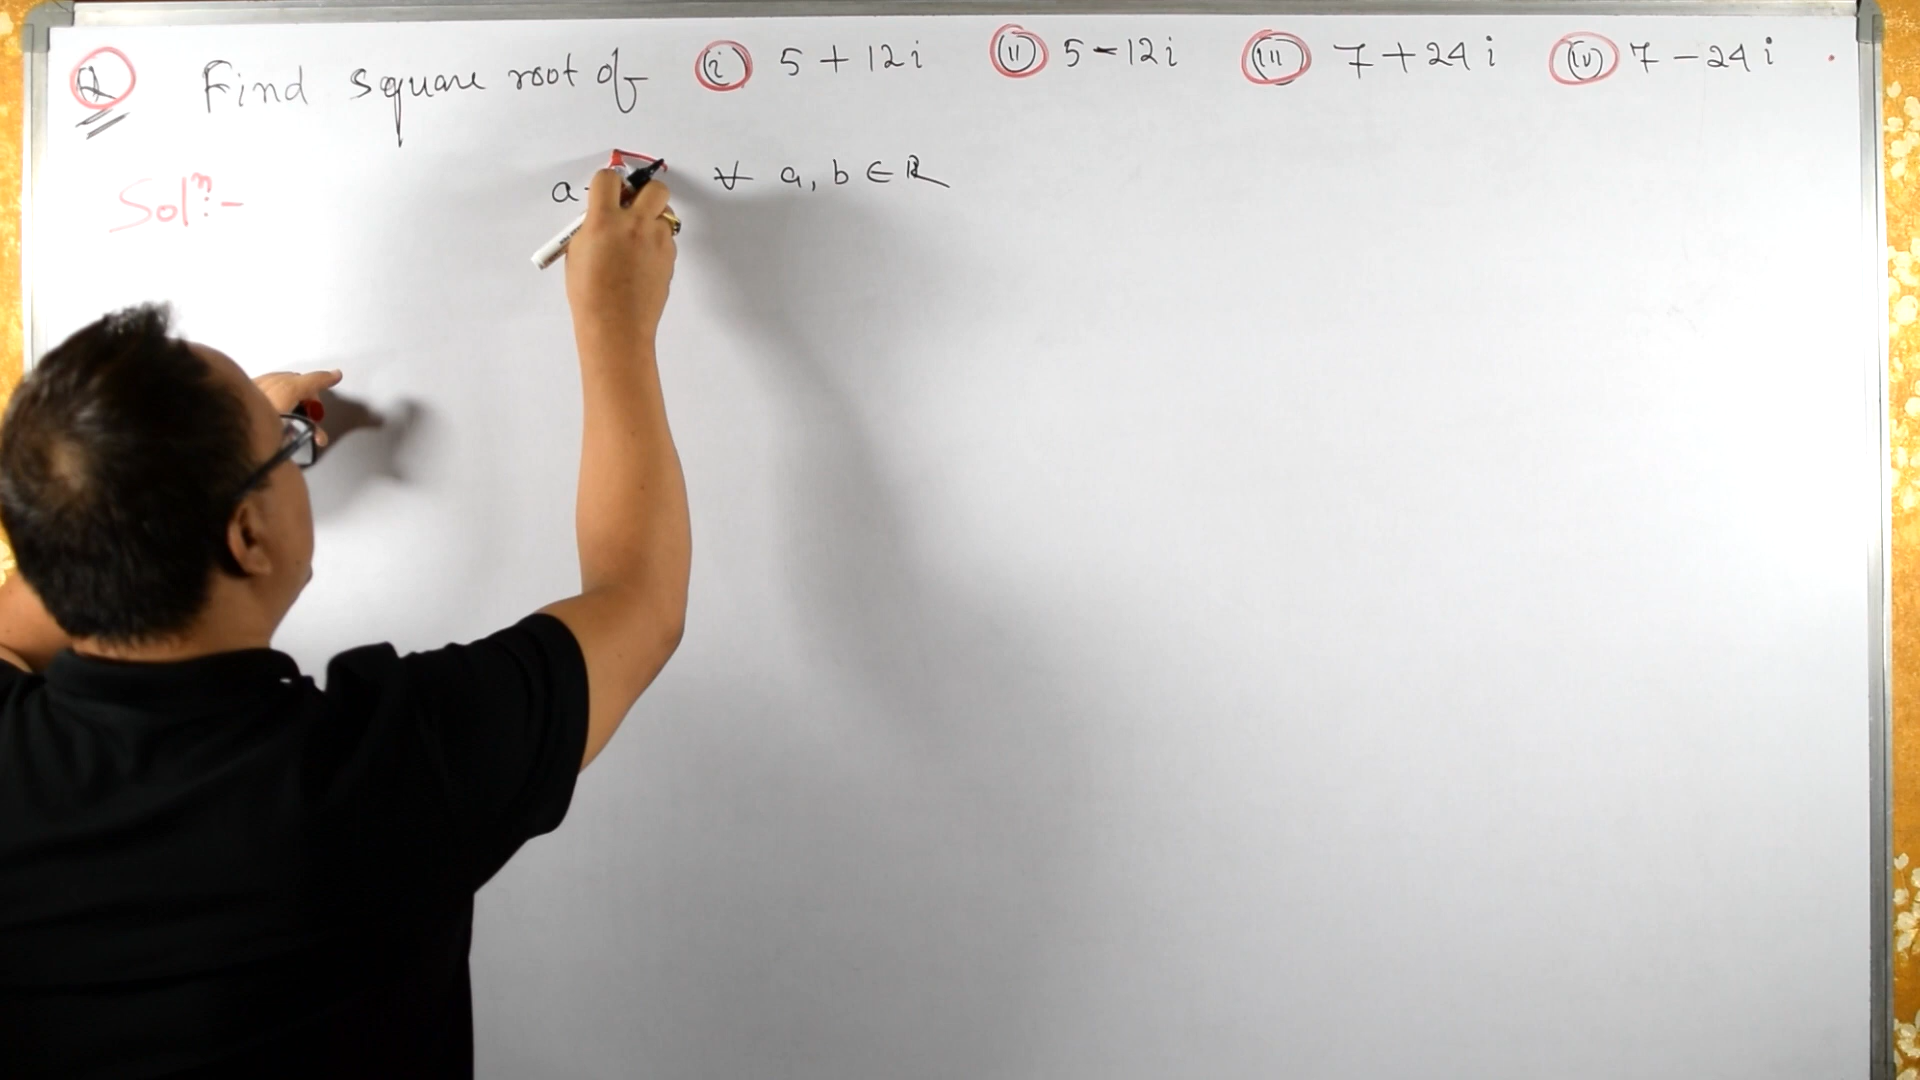 Q Find square root of (i) 5 + 12i (ii) 5 - 12i (iii) 7 + 24i (iv) 7 - 24i .
Solⁿ:- a ∀ a, b ∈ R